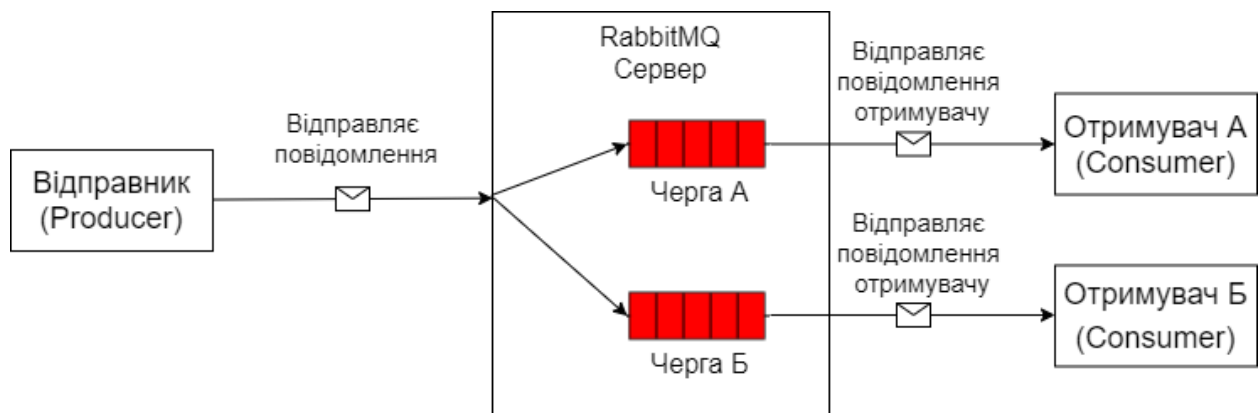 RabbitMQ
Сервер
Відправляє
повідомлення
Відправник
(Producer)
Черга А
Черга Б
Відправляє
повідомлення
отримувачу
Отримувач А
(Consumer)
Відправляє
повідомлення
отримувачу
Отримувач Б
(Consumer)